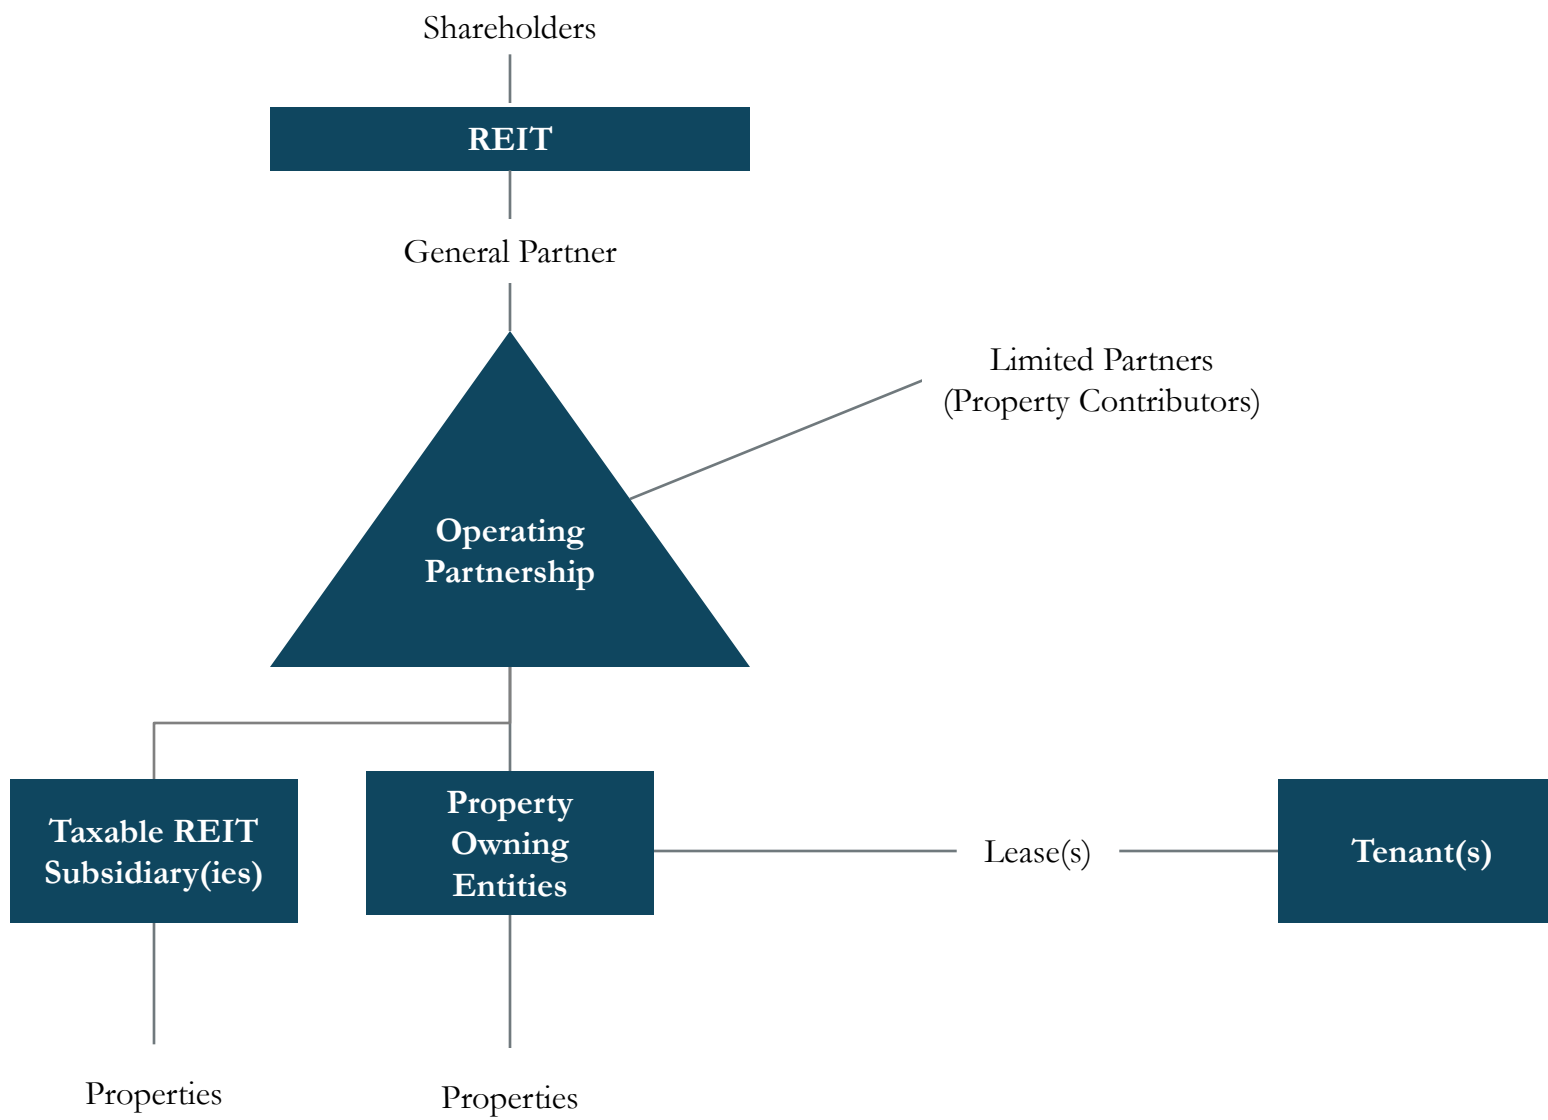 Shareholders
REIT
General Partner
Limited Partners
(Property Contributors)
Operating
Partnership
Taxable REIT
Subsidiary(ies)
Property
Owning
Entities
Lease(s)
Tenant(s)
Properties
Properties